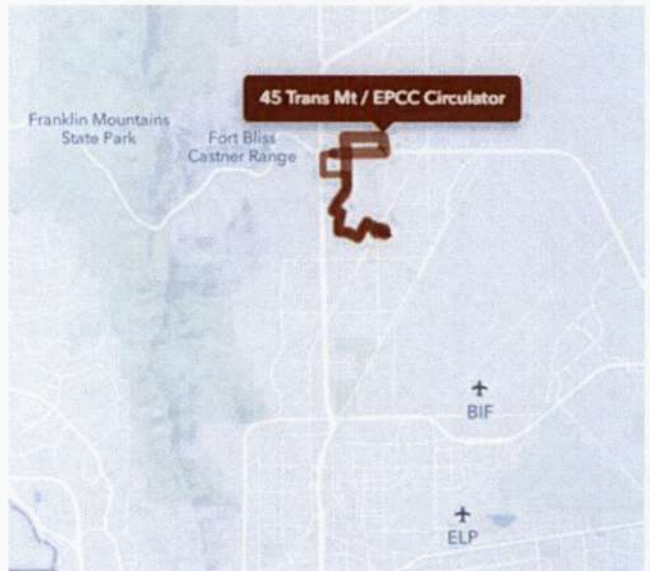 45 Trans Mt / EPCC Circulator
Franklin Mountains
State Park
Fort Bliss
Castner Range
BIF
ELP